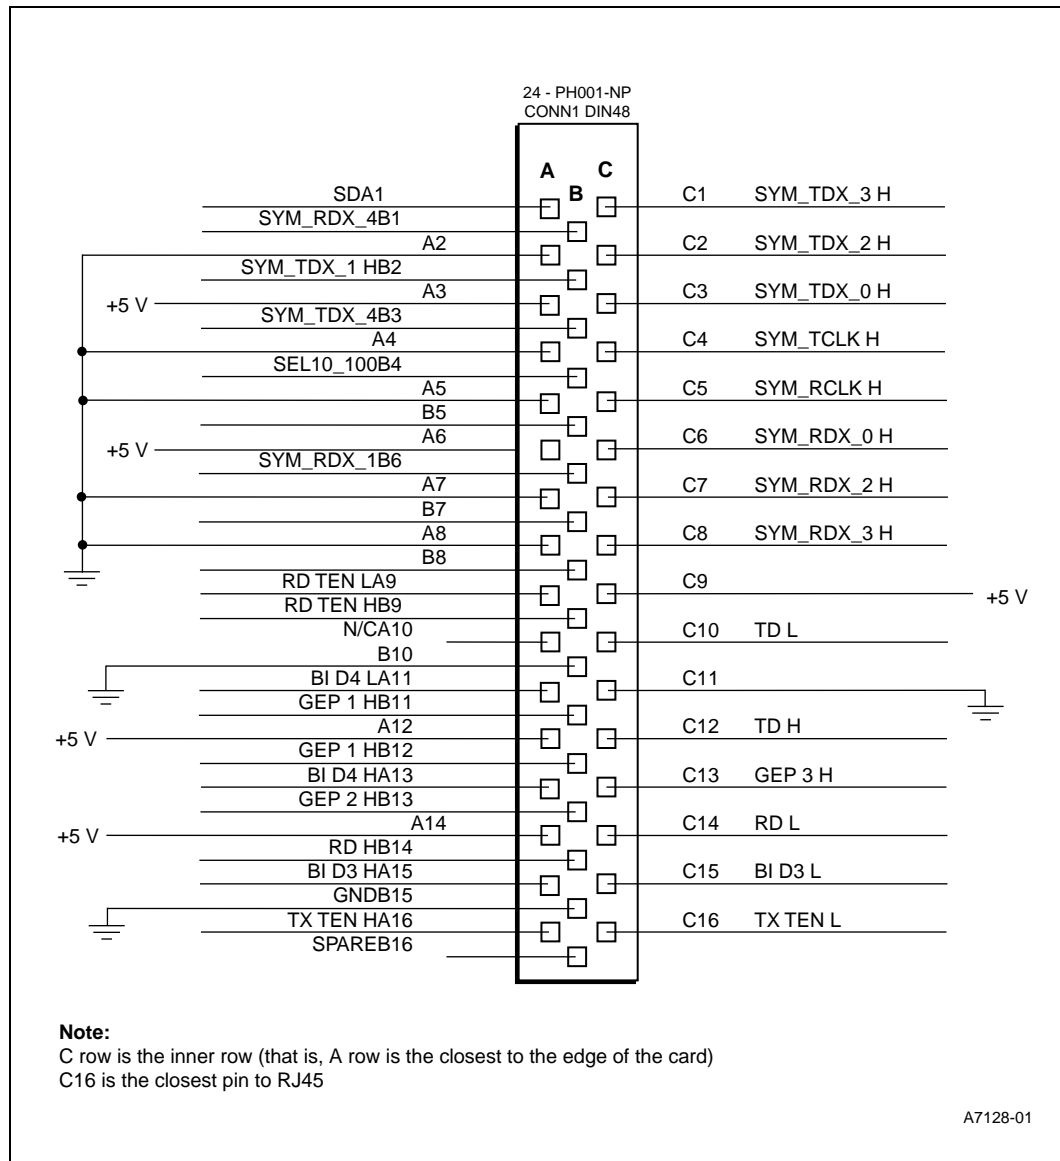 24 - PH001-NP
CONN1 DIN48
A
B
C
SDA1
C1 SYM_TDX_3 H
SYM_RDX_4B1
A2
C2 SYM_TDX_2 H
SYM_TDX_1 HB2
+5 V
A3
C3 SYM_TDX_0 H
SYM_TDX_4B3
A4
C4 SYM_TCLK H
SEL10_100B4
A5
C5 SYM_RCLK H
B5
+5 V
A6
C6 SYM_RDX_0 H
SYM_RDX_1B6
A7
C7 SYM_RDX_2 H
B7
A8
C8 SYM_RDX_3 H
B8
RD TEN LA9
C9
+5 V
RD TEN HB9
N/CA10
C10 TD L
B10
BI D4 LA11
C11
GEP 1 HB11
+5 V
A12
C12 TD H
GEP 1 HB12
BI D4 HA13
C13 GEP 3 H
GEP 2 HB13
+5 V
A14
C14 RD L
RD HB14
BI D3 HA15
C15 BI D3 L
GNDB15
TX TEN HA16
C16 TX TEN L
SPAREB16
Note:
C row is the inner row (that is, A row is the closest to the edge of the card)
C16 is the closest pin to RJ45
A7128-01